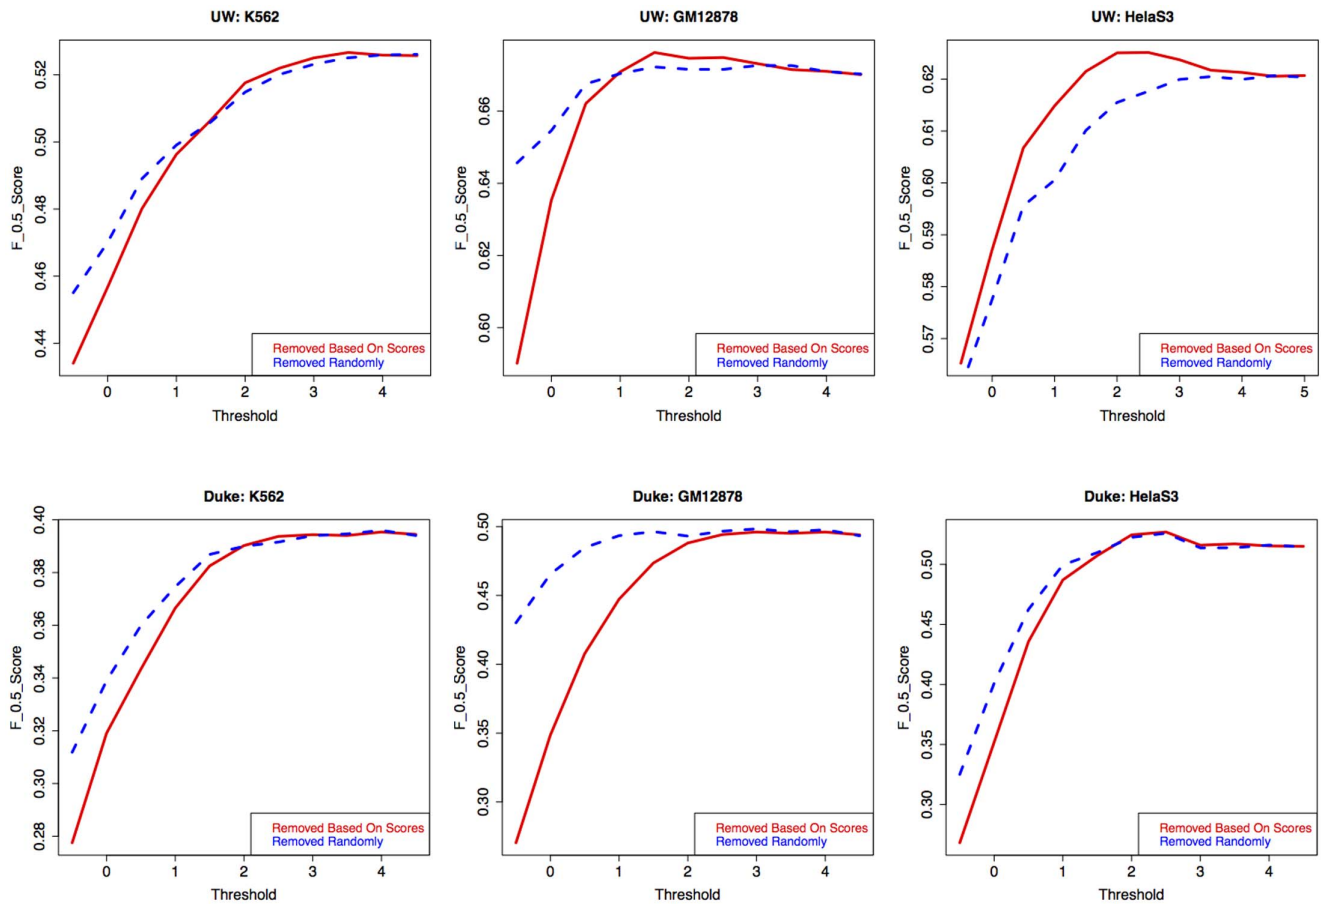 UW: K562
F_0.5_Score
0.52
0.50
0.48
0.46
0.44
Removed Based On Scores
Removed Randomly
0 1 2 3 4
Threshold
UW: GM12878
F_0.5_Score
0.66
0.64
0.62
0.60
Removed Based On Scores
Removed Randomly
0 1 2 3 4
Threshold
UW: HelaS3
F_0.5_Score
0.62
0.61
0.60
0.59
0.58
0.57
Removed Based On Scores
Removed Randomly
0 1 2 3 4 5
Threshold
Duke: K562
F_0.5_Score
0.40
0.38
0.36
0.34
0.32
0.30
0.28
Removed Based On Scores
Removed Randomly
0 1 2 3 4
Threshold
Duke: GM12878
F_0.5_Score
0.50
0.45
0.40
0.35
0.30
Removed Based On Scores
Removed Randomly
0 1 2 3 4
Threshold
Duke: HelaS3
F_0.5_Score
0.50
0.45
0.40
0.35
0.30
Removed Based On Scores
Removed Randomly
0 1 2 3 4
Threshold